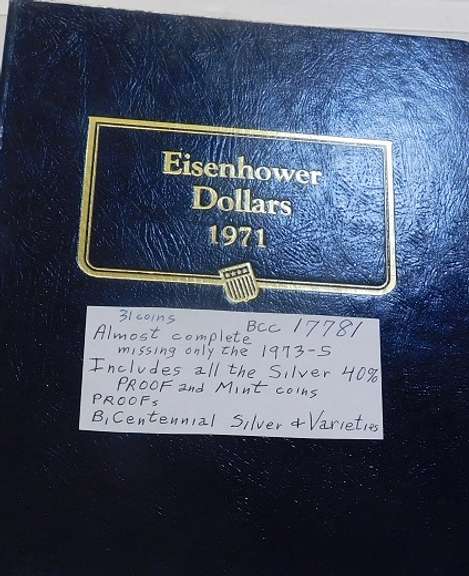 Eisenhower
Dollars
1971
31 coins
BCC 17781
Almost complete
missing only the 1973-S
Includes all the Silver 40%
PROOF and Mint coins
PROOFs
BiCentennial Silver & Varieties